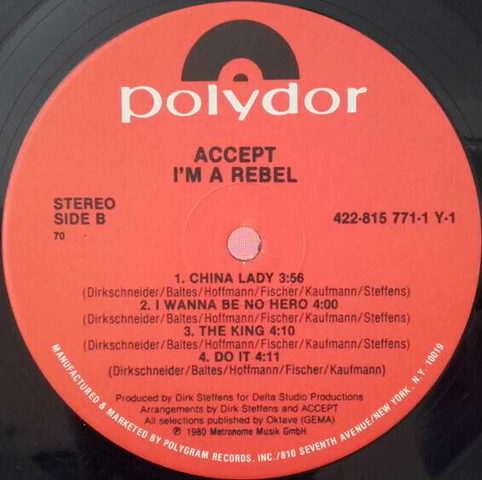 polydor
ACCEPT
I'M A REBEL
STEREO
SIDE B
70
422-815 771-1 Y-1
1. CHINA LADY 3:56
(Dirkschneider/Baltes/Hoffmann/Fischer/Kaufmann/Steffens)
2. I WANNA BE NO HERO 4:00
(Dirkschneider/Baltes/Hoffmann/Fischer/Kaufmann/Steffens)
3. THE KING 4:10
(Dirkschneider/Baltes/Hoffmann/Fischer/Kaufmann/Steffens)
4. DO IT 4:11
(Dirkschneider/Baltes/Hoffmann/Fischer/Kaufmann)
Produced by Dirk Steffens for Delta Studio Productions
Arrangements by Dirk Steffens and ACCEPT
All selections published by Oktave (GEMA)
℗ 1980 Metronome Musik GmbH
MANUFACTURED & MARKETED BY POLYGRAM RECORDS, INC./810 SEVENTH AVENUE/NEW YORK, N.Y. 10019